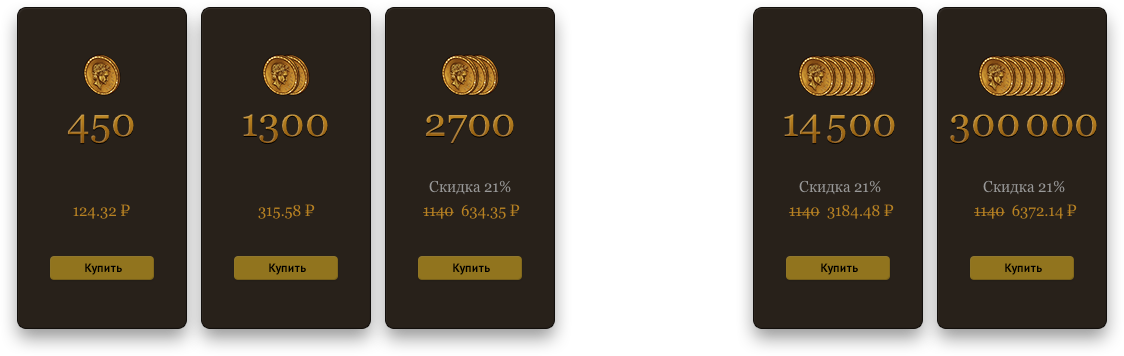 450
124.32 ₽
Купить
1300
315.58 ₽
Купить
2700
Скидка 21%
1140 634.35 ₽
Купить
14 500
Скидка 21%
1140 3184.48 ₽
Купить
300 000
Скидка 21%
1140 6372.14 ₽
Купить